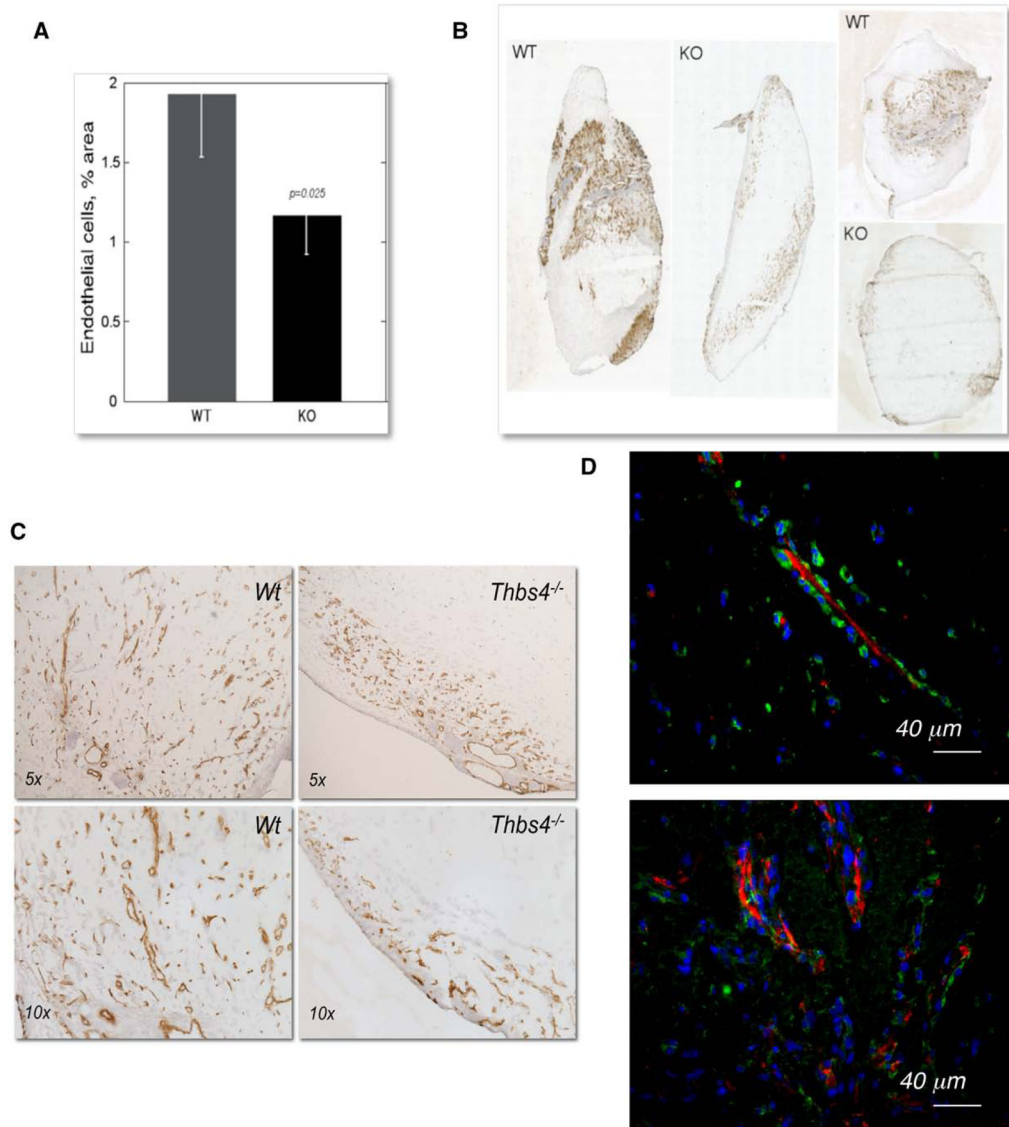 A
Endothelial cells, % area
2
1.5
1
0.5
0
p=0.025
WT
KO
B
WT
KO
WT
KO
C
Wt
5x
Thbs4-/-
5x
Wt
10x
Thbs4-/-
10x
D
40 μm
40 μm